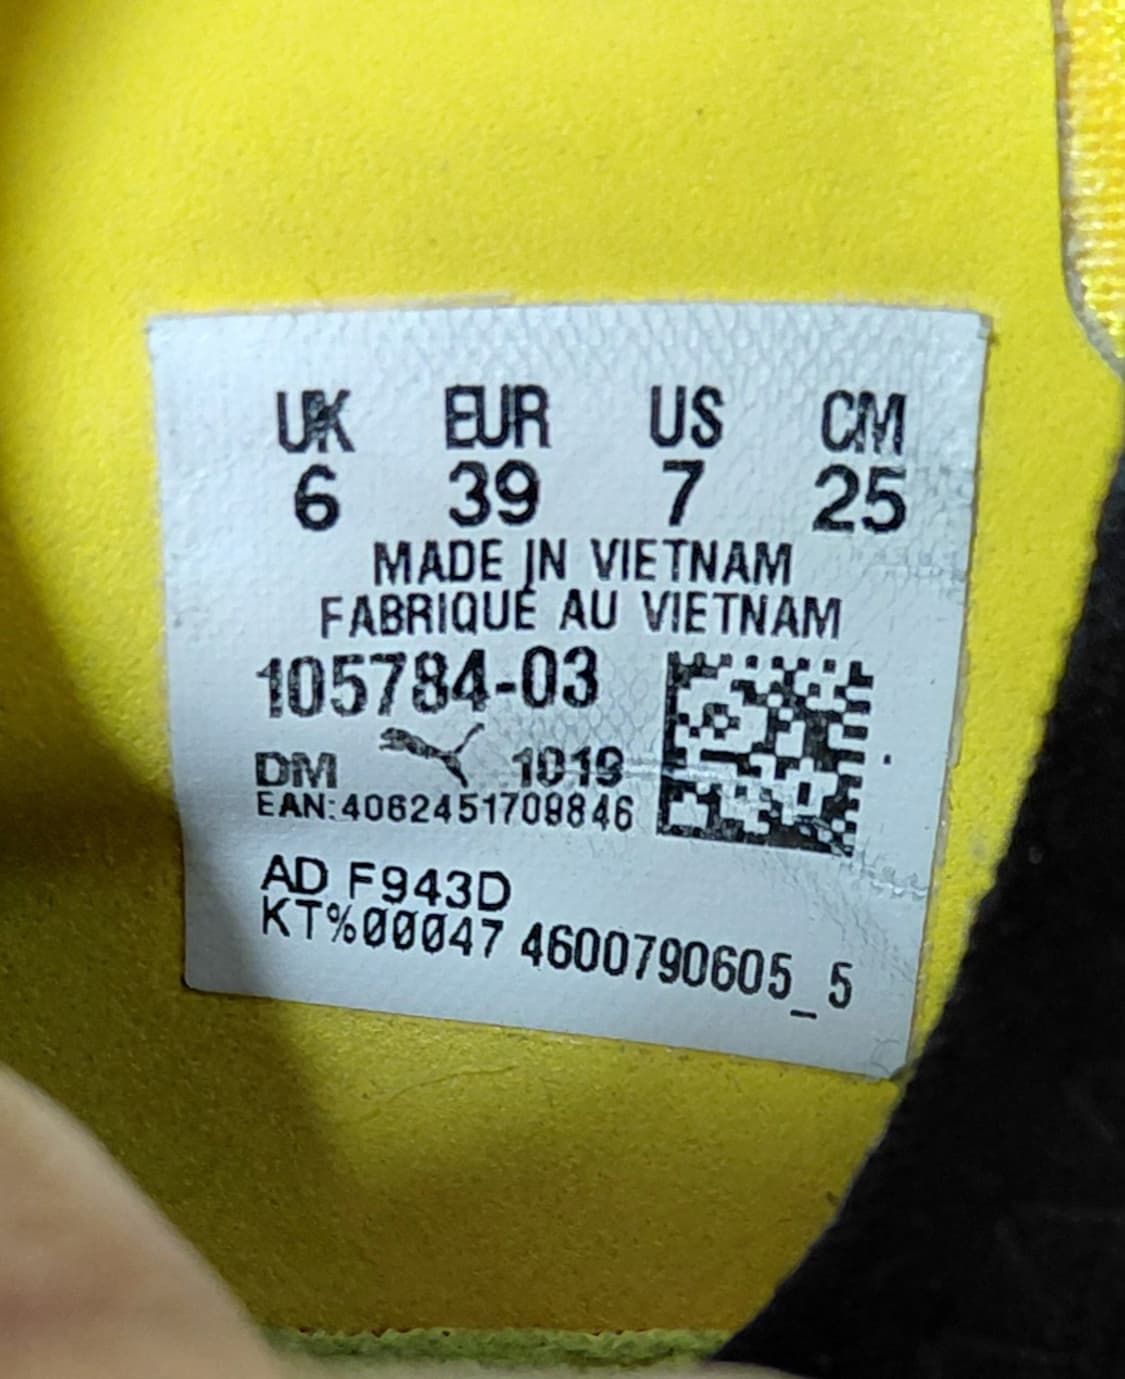 UK EUR US CM
6 39 7 25
MADE IN VIETNAM
FABRIQUÉ AU VIETNAM
105784-03
DM 1019
EAN:4062451709846
AD F943D
KT%00047 4600790605_5